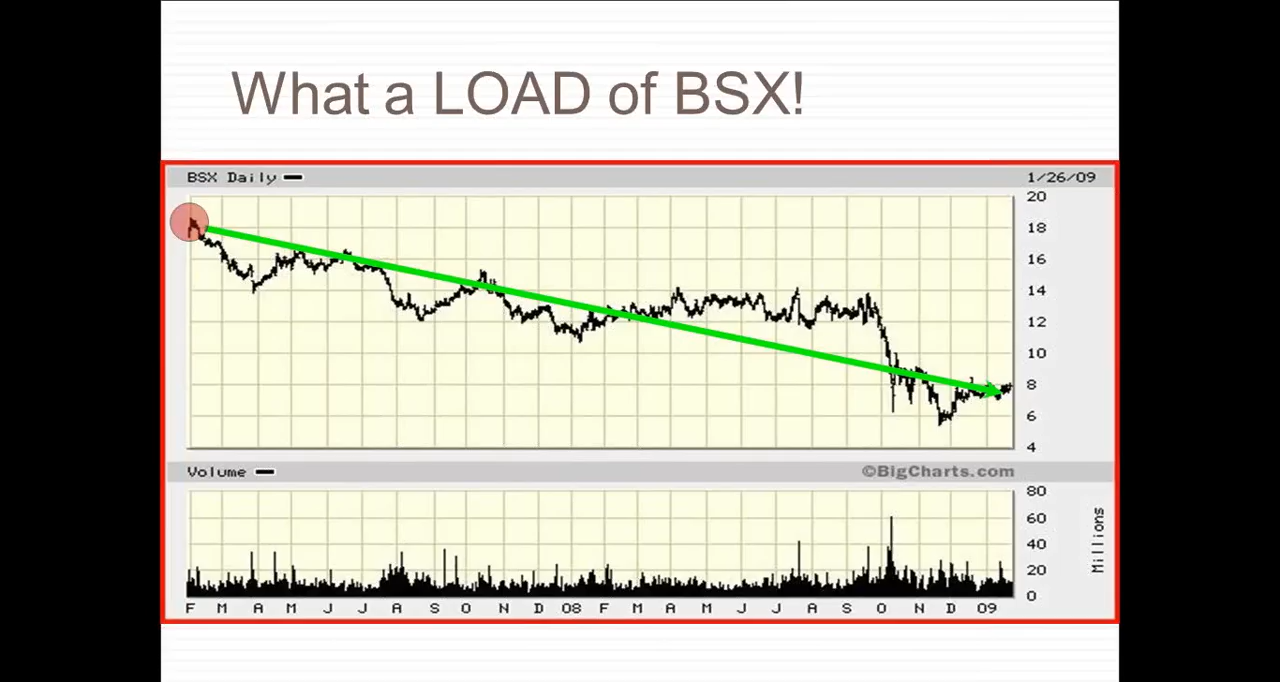 What a LOAD of BSX!
BSX Daily 1/26/09
20
18
16
14
12
10
8
6
4
Volume ©BigCharts.com
80
60
40
20
0
Millions
F M A M J J A S O N D 08 F M A M J J A S O N D 09